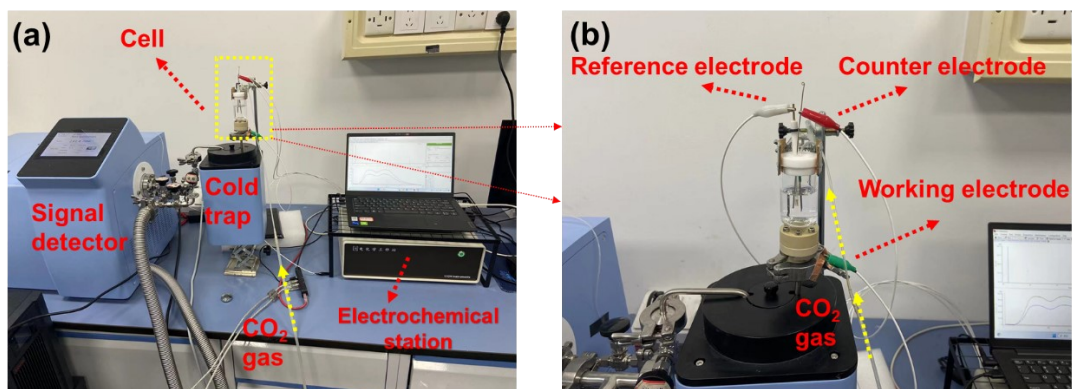 (a)
Cell
Signal
detector
Cold
trap
CO₂
gas
Electrochemical
station
(b)
Reference electrode
Counter electrode
Working electrode
CO₂
gas